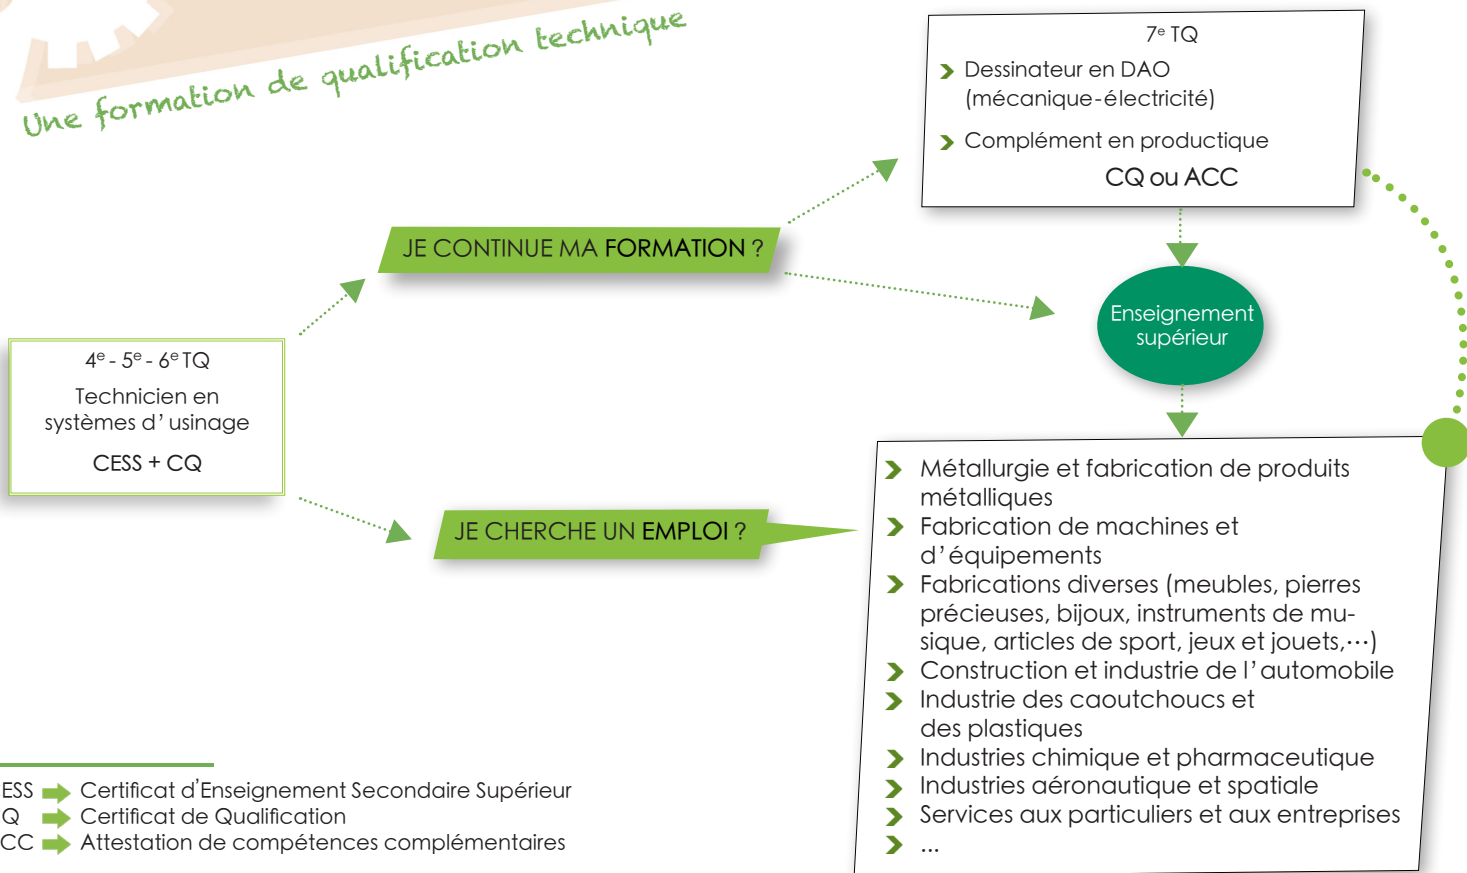 Une formation de qualification technique
7e TQ
Dessinateur en DAO
(mécanique-électricité)
Complément en productique
CQ ou ACC
JE CONTINUE MA FORMATION ?
Enseignement
supérieur
4e - 5e - 6e TQ
Technicien en
systèmes d'usinage
CESS + CQ
JE CHERCHE UN EMPLOI ?
Métallurgie et fabrication de produits
métalliques
Fabrication de machines et
d'équipements
Fabrications diverses (meubles, pierres
précieuses, bijoux, instruments de mu-
sique, articles de sport, jeux et jouets,...)
Construction et industrie de l'automobile
Industrie des caoutchoucs et
des plastiques
Industries chimique et pharmaceutique
Industries aéronautique et spatiale
Services aux particuliers et aux entreprises
...
ESS Certificat d'Enseignement Secondaire Supérieur
Q Certificat de Qualification
CC Attestation de compétences complémentaires